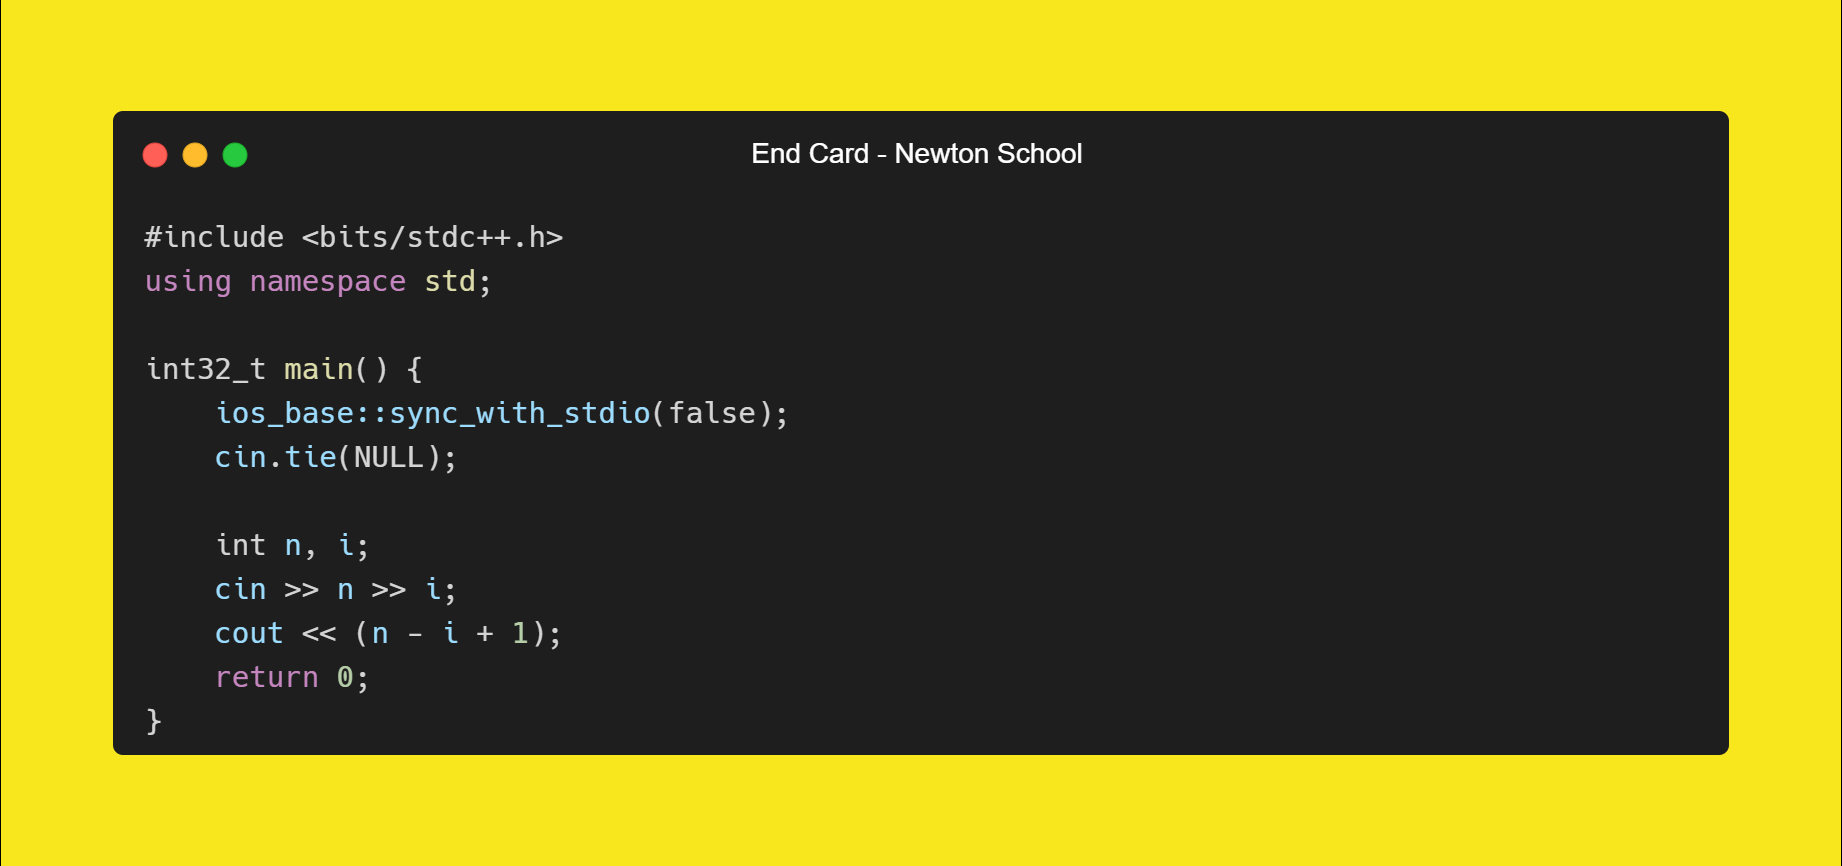 End Card - Newton School
#include <bits/stdc++.h>
using namespace std;
int32_t main() {
    ios_base::sync_with_stdio(false);
    cin.tie(NULL);
    int n, i;
    cin >> n >> i;
    cout << (n - i + 1);
    return 0;
}